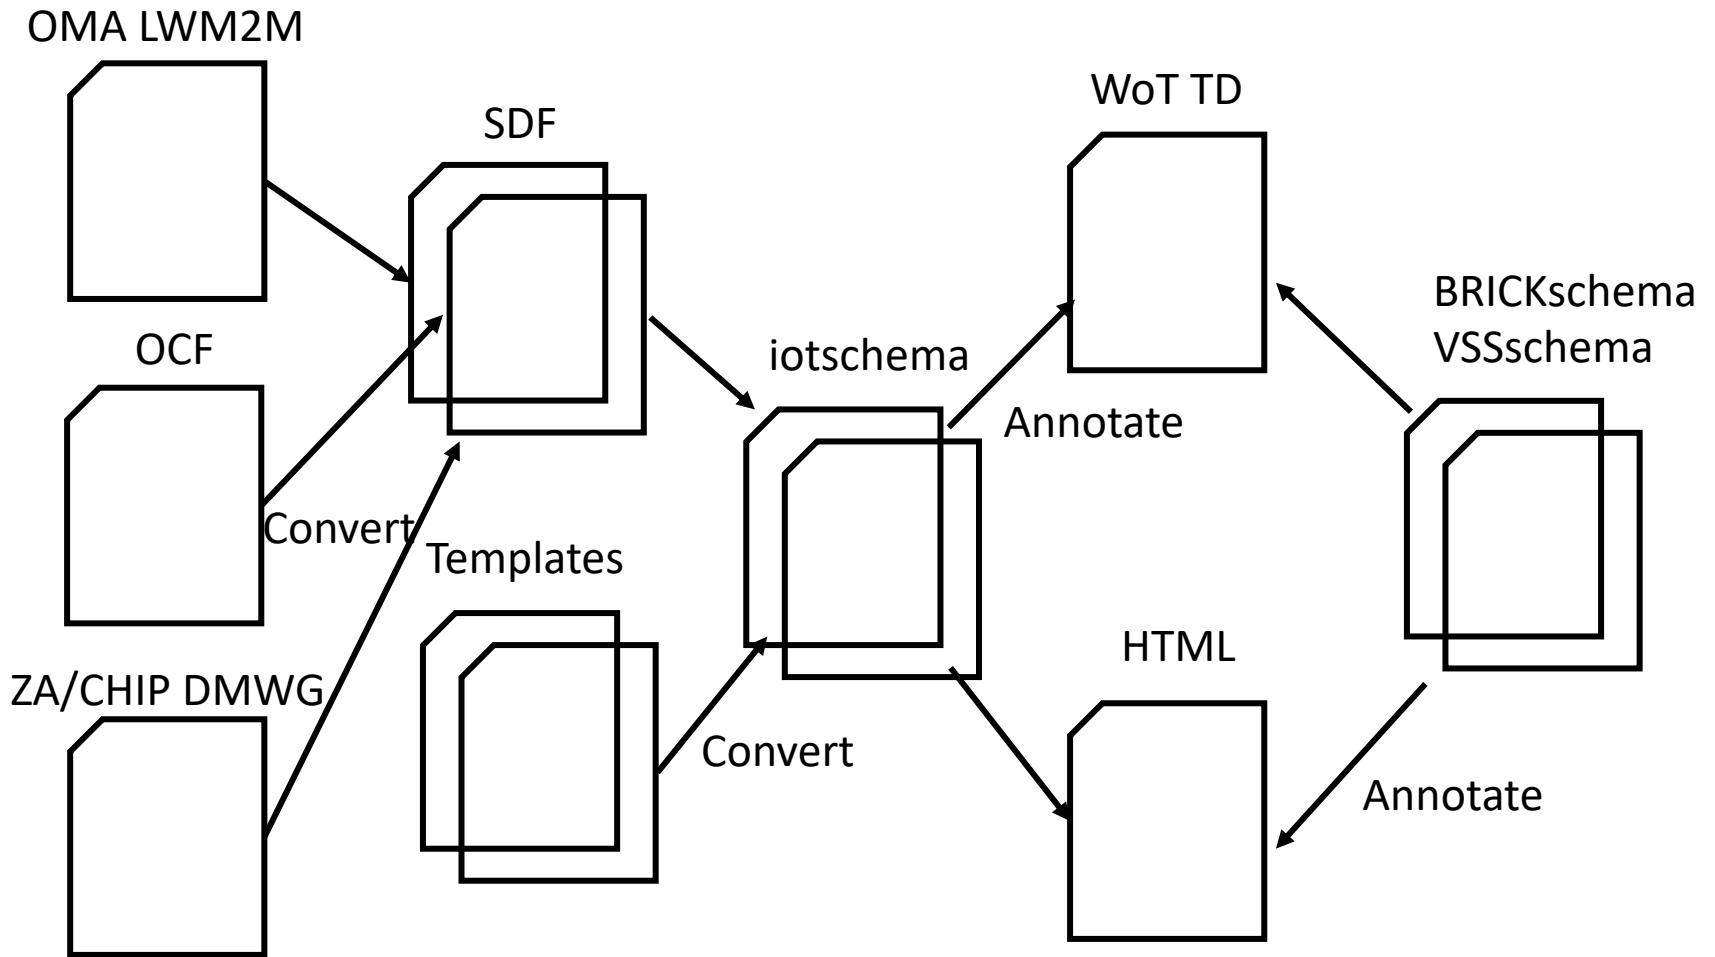 OMA LWM2M
SDF
WoT TD
BRICKschema
VSSschema
OCF
iotschema
Annotate
Convert
Templates
HTML
ZA/CHIP DMWG
Convert
Annotate